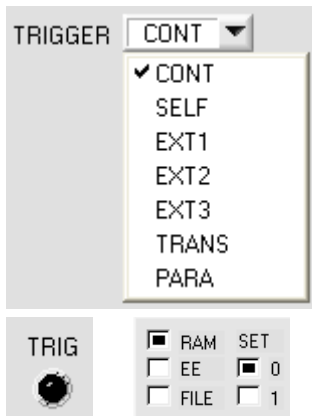 TRIGGER CONT
CONT
SELF
EXT1
EXT2
EXT3
TRANS
PARA
TRIG
RAM SET
EE 0
FILE 1